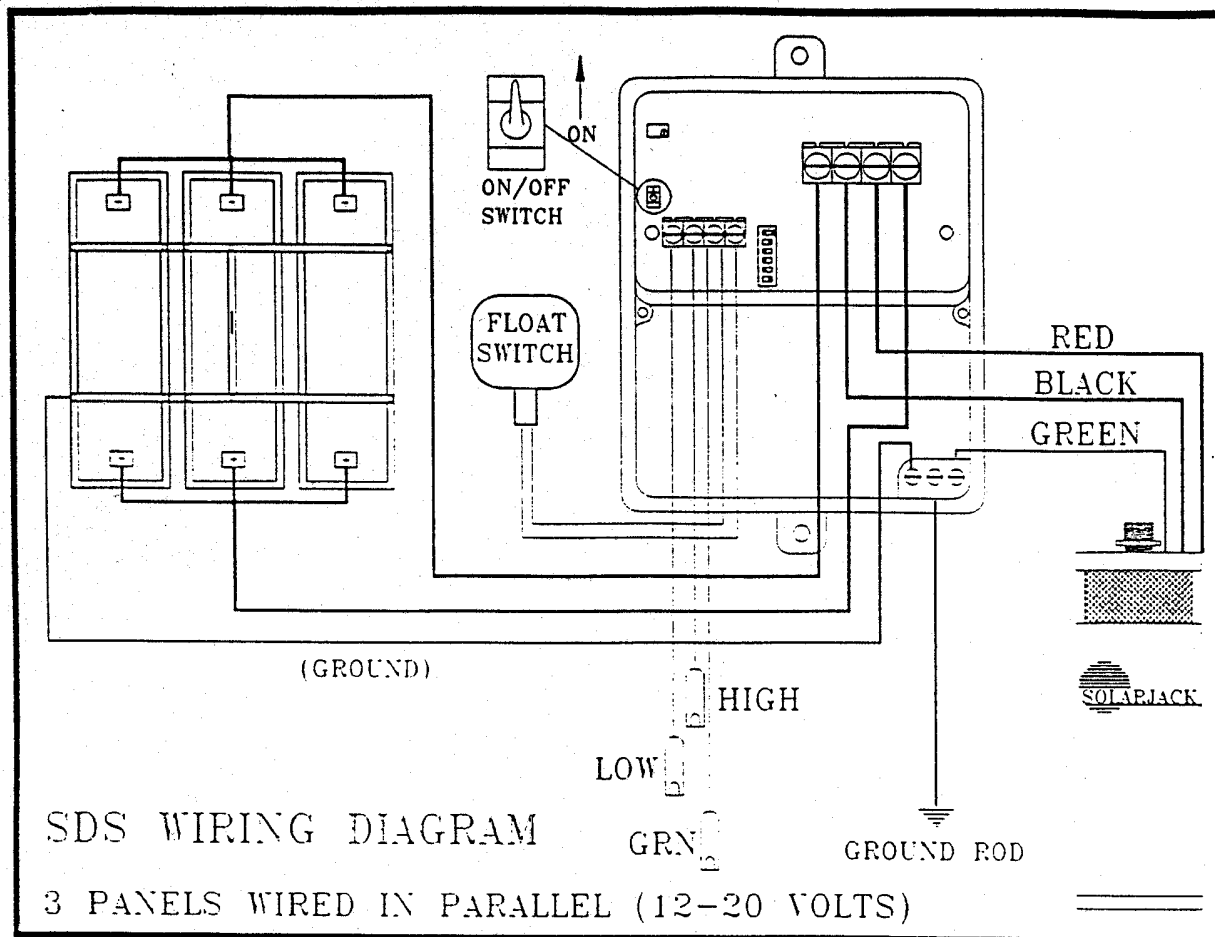 ON
ON/OFF
SWITCH
FLOAT
SWITCH
RED
BLACK
GREEN
(GROUND)
HIGH
SOLARJACK
LOW
GRN
GROUND ROD
SDS WIRING DIAGRAM
3 PANELS WIRED IN PARALLEL (12-20 VOLTS)